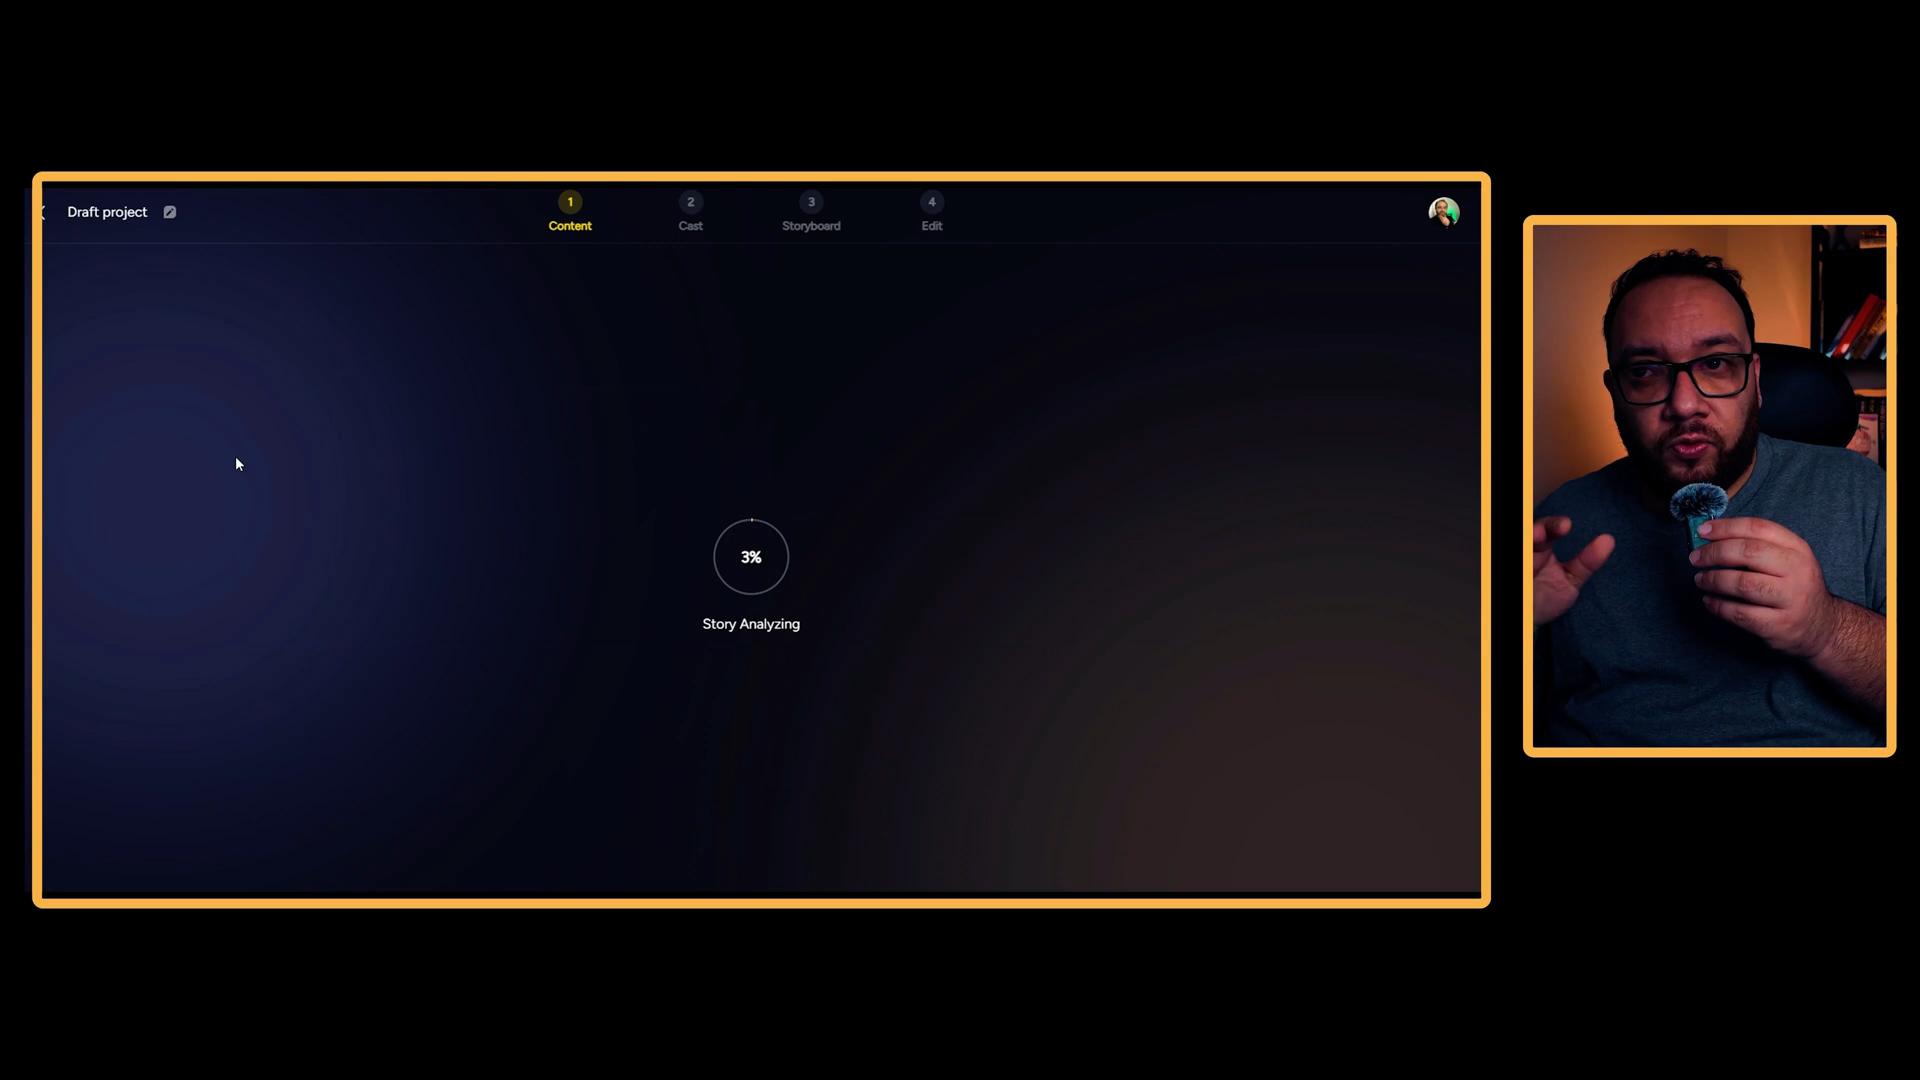 Draft project
1
Content
2
Cast
3
Storyboard
4
Edit
3%
Story Analyzing